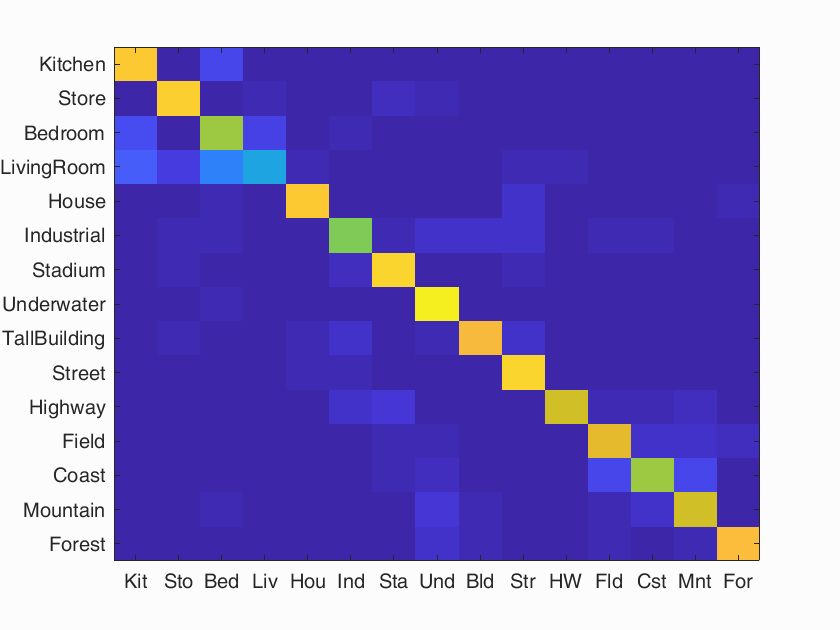 Kitchen
Store
Bedroom
LivingRoom
House
Industrial
Stadium
Underwater
TallBuilding
Street
Highway
Field
Coast
Mountain
Forest
Kit Sto Bed Liv Hou Ind Sta Und Bld Str HW Fld Cst Mnt For